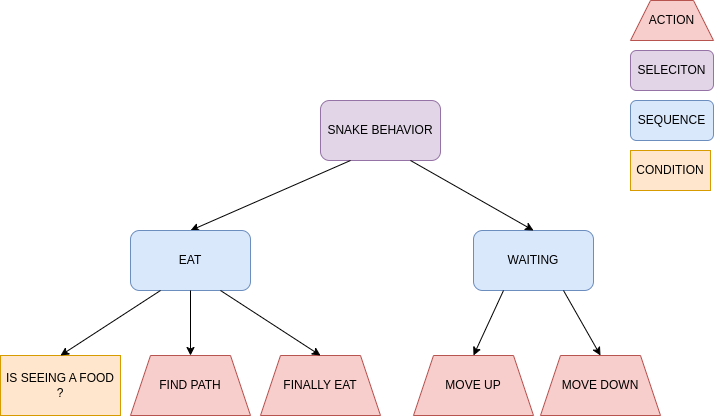 ACTION
SELECITON
SEQUENCE
CONDITION
SNAKE BEHAVIOR
EAT
WAITING
IS SEEING A FOOD
?
FIND PATH
FINALLY EAT
MOVE UP
MOVE DOWN